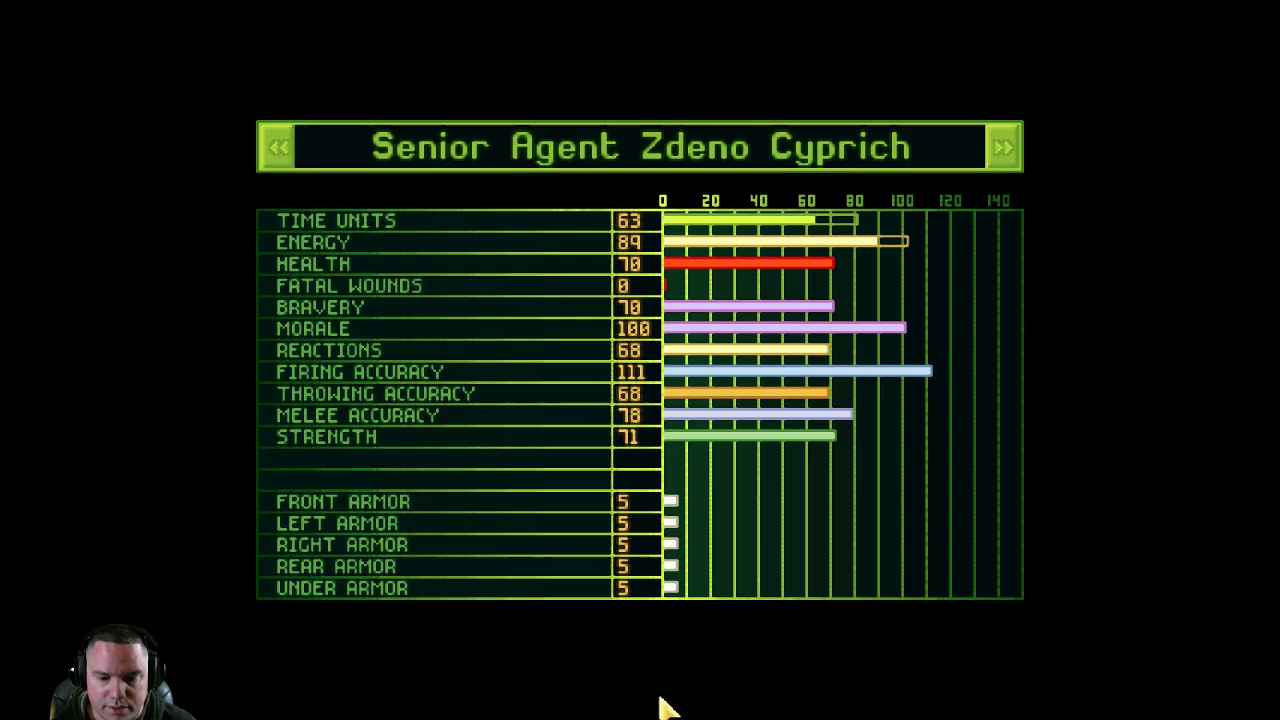 Senior Agent Zdeno Cyprich
0 20 40 60 80 100 120 140
TIME UNITS 63
ENERGY 89
HEALTH 70
FATAL WOUNDS 0
BRAVERY 70
MORALE 100
REACTIONS 68
FIRING ACCURACY 111
THROWING ACCURACY 68
MELEE ACCURACY 78
STRENGTH 71
FRONT ARMOR 5
LEFT ARMOR 5
RIGHT ARMOR 5
REAR ARMOR 5
UNDER ARMOR 5